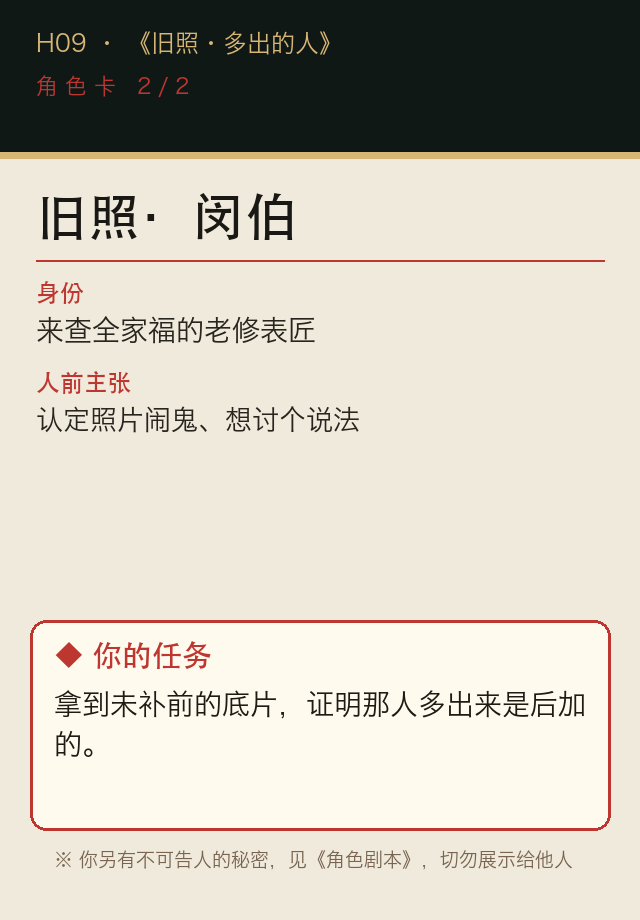 H09 · 《旧照·多出的人》
角色卡 2/2
旧照· 闵伯
身份
来查全家福的老修表匠
人前主张
认定照片闹鬼、想讨个说法
◆ 你的任务
拿到未补前的底片，证明那人多出来是后加
的。
※ 你另有不可告人的秘密，见《角色剧本》，切勿展示给他人